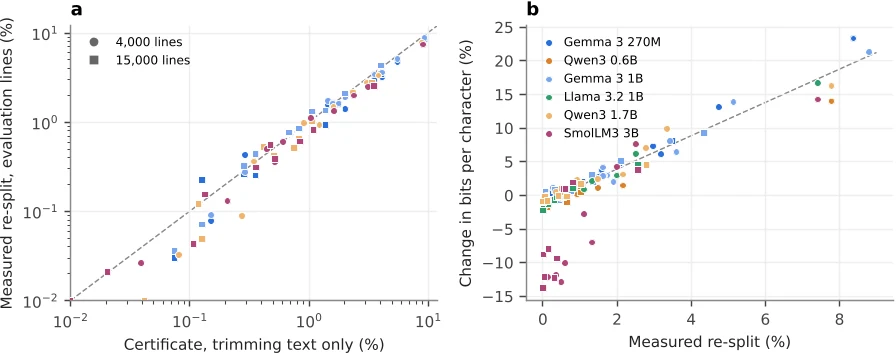 a
4,000 lines
15,000 lines
Measured re-split, evaluation lines (%)
10¹
10⁰
10⁻¹
10⁻²
10⁻²
10⁻¹
10⁰
10¹
Certificate, trimming text only (%)
b
Gemma 3 270M
Qwen3 0.6B
Gemma 3 1B
Llama 3.2 1B
Qwen3 1.7B
SmolLM3 3B
Change in bits per character (%)
25
20
15
10
5
0
−5
−10
−15
0
2
4
6
8
Measured re-split (%)